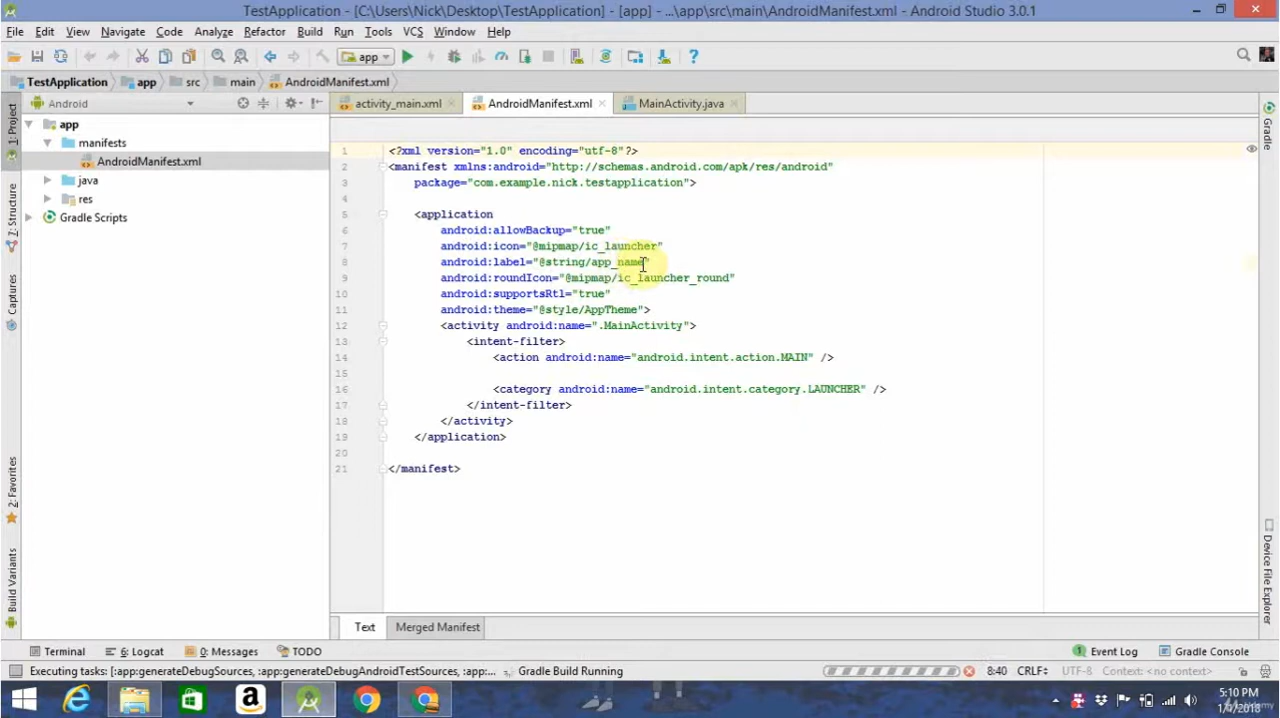 TestApplication - [C:\Users\Nick\Desktop\TestApplication] - [app] - ...\app\src\main\AndroidManifest.xml - Android Studio 3.0.1
File Edit View Navigate Code Analyze Refactor Build Run Tools VCS Window Help
app
TestApplication app src main AndroidManifest.xml
Android
activity_main.xml AndroidManifest.xml MainActivity.java
1: Project
7: Structure
Captures
2: Favorites
Build Variants
app
manifests
AndroidManifest.xml
java
res
Gradle Scripts
1 <?xml version="1.0" encoding="utf-8"?>
2 <manifest xmlns:android="http://schemas.android.com/apk/res/android"
3 package="com.example.nick.testapplication">
4
5 <application
6 android:allowBackup="true"
7 android:icon="@mipmap/ic_launcher"
8 android:label="@string/app_name"
9 android:roundIcon="@mipmap/ic_launcher_round"
10 android:supportsRtl="true"
11 android:theme="@style/AppTheme">
12 <activity android:name=".MainActivity">
13 <intent-filter>
14 <action android:name="android.intent.action.MAIN" />
15
16 <category android:name="android.intent.category.LAUNCHER" />
17 </intent-filter>
18 </activity>
19 </application>
20
21 </manifest>
Gradle
Device File Explorer
Text Merged Manifest
Terminal 6: Logcat 0: Messages TODO Event Log Gradle Console
Executing tasks: [:app:generateDebugSources, :app:generateDebugAndroidTestSources, :app:... Gradle Build Running 8:40 CRLF UTF-8 Context: <no context>
5:10 PM
1/4/2018
Udemy